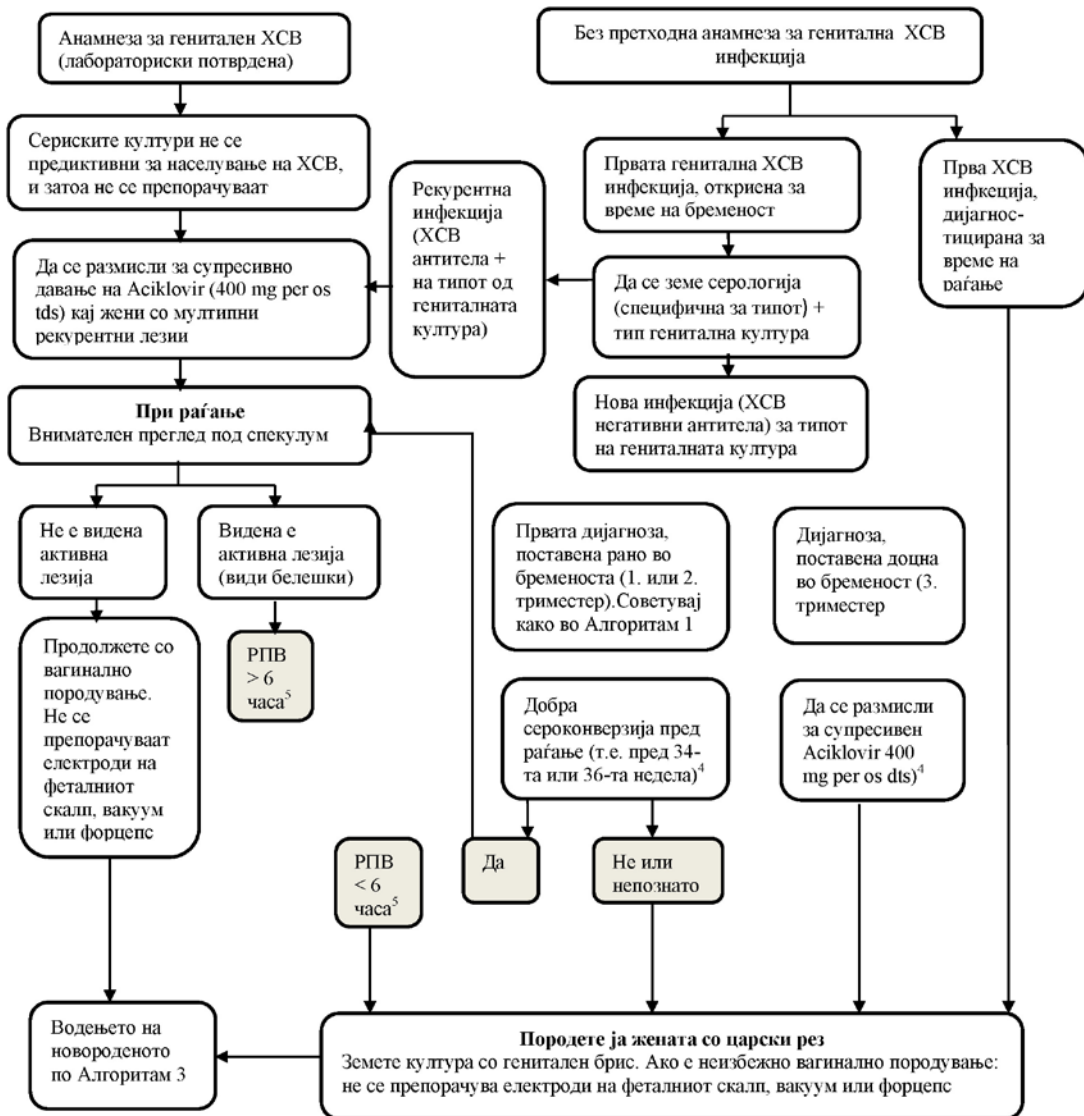 Анамнеза за генитален ХСВ
(лабораториски потврдена)
Без претходна анамнеза за генитална ХСВ
инфекција
Сериските култури не се
предиктивни за населување на ХСВ,
и затоа не се препорачуваат
Рекурентна
инфекција
(ХСВ
антитела +
на типот од
гениталната
култура)
Првата генитална ХСВ
инфекција, откриена за
време на бременост
Прва ХСВ
инфкеција,
дијагнос-
тицирана за
време на
раѓање
Да се размисли за супресивно
давање на Aciklovir (400 mg per os
tds) кај жени со мултипни
рекурентни лезии
Да се земе серологија
(специфична за типот) +
тип генитална култура
При раѓање
Внимателен преглед под спекулум
Нова инфекција (ХСВ
негативни антитела) за типот
на гениталната култура
Не е видена
активна
лезија
Видена е
активна лезија
(види белешки)
Првата дијагноза,
поставена рано во
бременоста (1. или 2.
триместер).Советувај
како во Алгоритам 1
Дијагноза,
поставена доцна
во бременост (3.
триместер
Продолжете со
вагинално
породување.
Не се
препорачуваат
електроди на
феталниот
скалп, вакуум
или форцепс
РПВ
> 6
часа⁵
Добра
сероконверзија пред
раѓање (т.е. пред 34-
та или 36-та недела)⁴
Да се размисли
за супресивен
Aciklovir 400
mg per os dts)⁴
РПВ
< 6
часа⁵
Да
Не или
непознато
Водењето на
новороденото
по Алгоритам 3
Породете ја жената со царски рез
Земете култура со генитален брис. Ако е неизбежно вагинално породување:
не се препорачува електроди на феталниот скалп, вакуум или форцепс